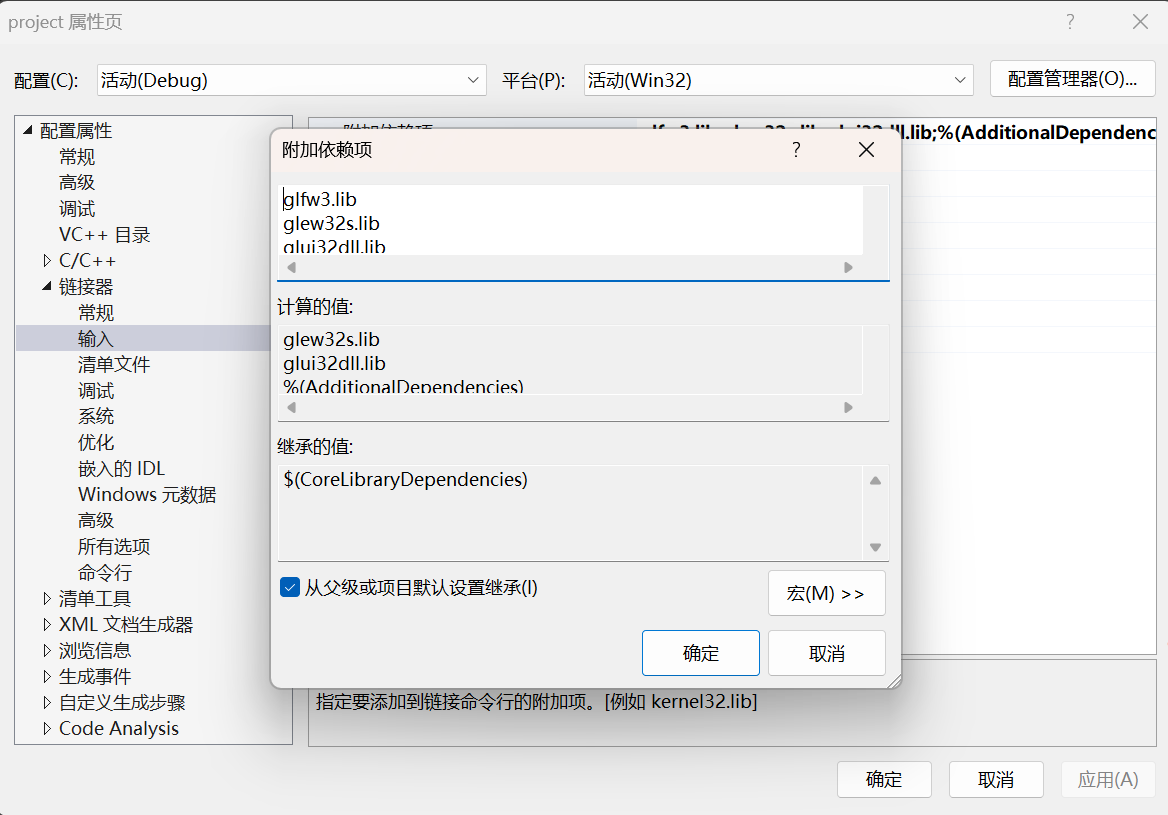 project 属性页
?
配置(C):
活动(Debug)
平台(P):
活动(Win32)
配置管理器(O)...
配置属性
常规
高级
调试
VC++ 目录
C/C++
链接器
常规
输入
清单文件
调试
系统
优化
嵌入的 IDL
Windows 元数据
高级
所有选项
命令行
清单工具
XML 文档生成器
浏览信息
生成事件
自定义生成步骤
Code Analysis
.lib;%(AdditionalDependenc
附加依赖项
?
glfw3.lib
glew32s.lib
glui32dll.lib
计算的值:
glew32s.lib
glui32dll.lib
%(AdditionalDependencies)
继承的值:
$(CoreLibraryDependencies)
从父级或项目默认设置继承(I)
宏(M) >>
确定
取消
指定要添加到链接命令行的附加项。[例如 kernel32.lib]
确定
取消
应用(A)